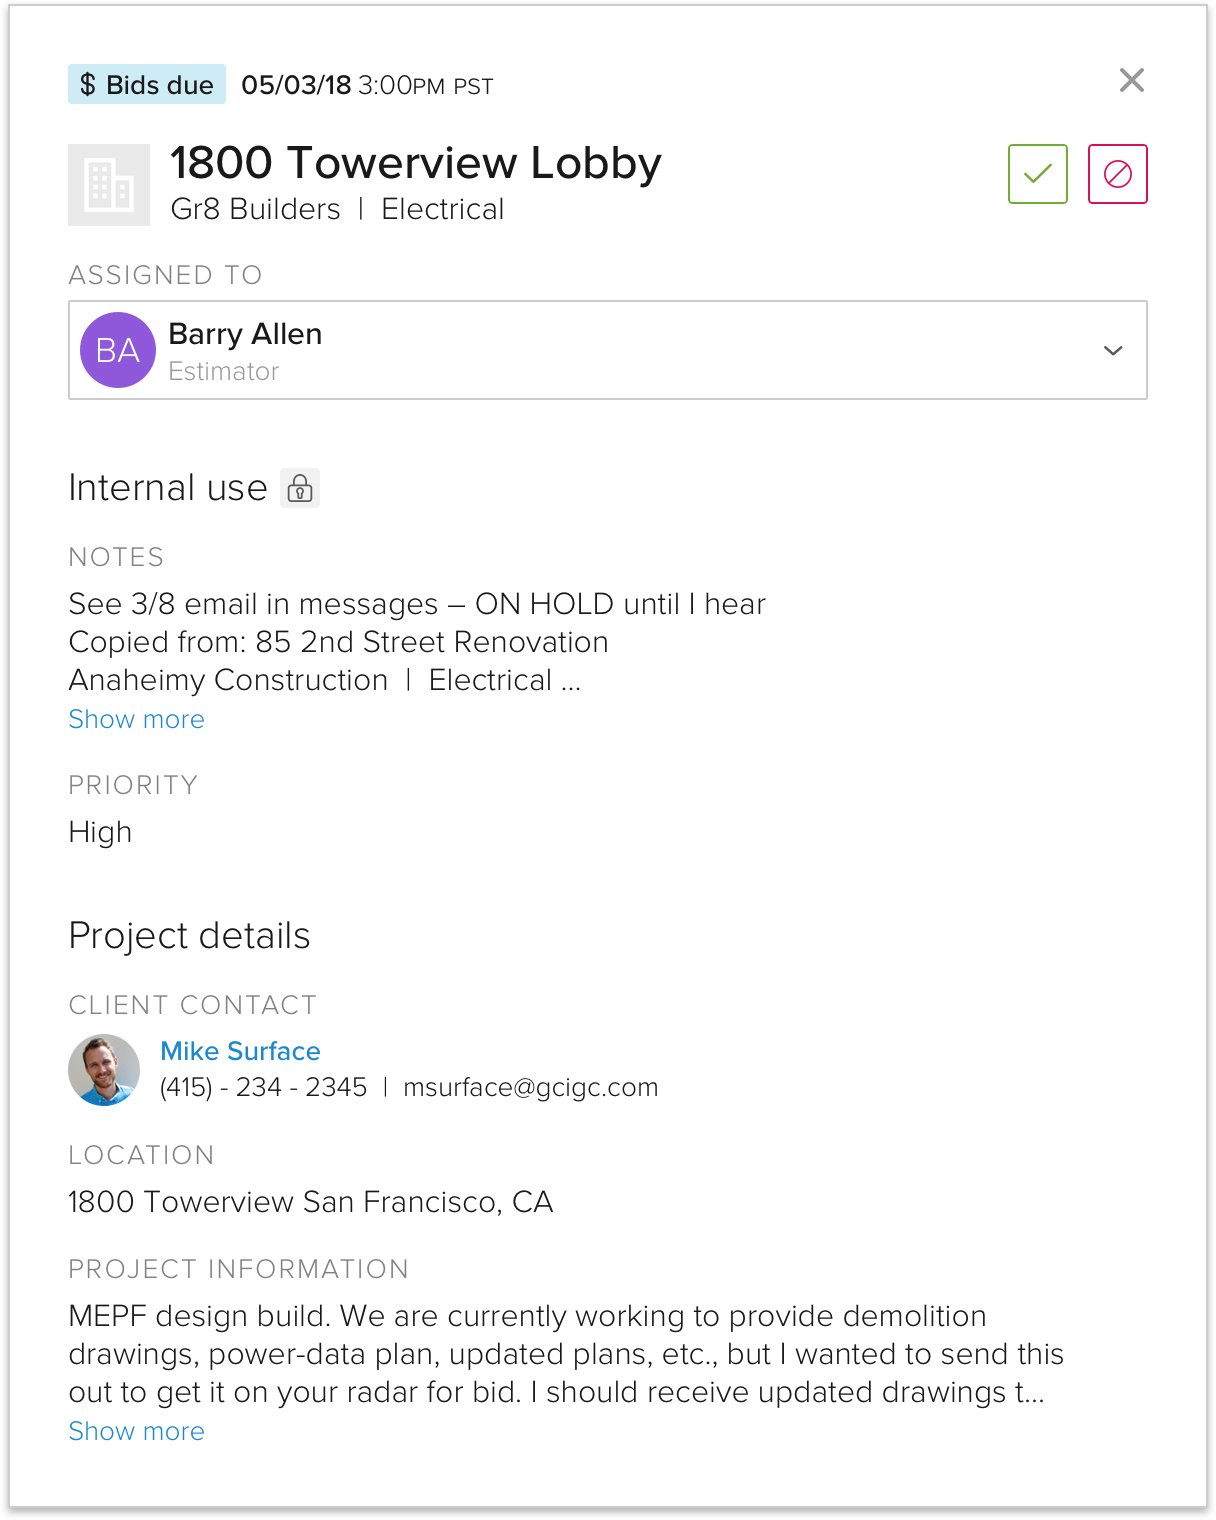 $ Bids due 05/03/18 3:00PM PST
1800 Towerview Lobby
Gr8 Builders | Electrical
ASSIGNED TO
BA
Barry Allen
Estimator
Internal use
NOTES
See 3/8 email in messages – ON HOLD until I hear
Copied from: 85 2nd Street Renovation
Anaheimy Construction | Electrical ...
Show more
PRIORITY
High
Project details
CLIENT CONTACT
Mike Surface
(415) - 234 - 2345 | msurface@gcigc.com
LOCATION
1800 Towerview San Francisco, CA
PROJECT INFORMATION
MEPF design build. We are currently working to provide demolition
drawings, power-data plan, updated plans, etc., but I wanted to send this
out to get it on your radar for bid. I should receive updated drawings t...
Show more